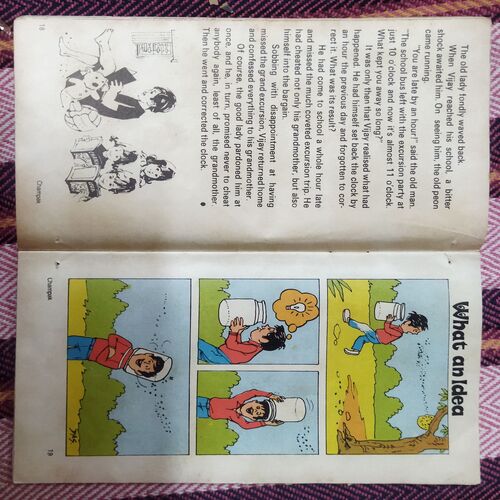 The old lady fondly waved back.
When Vijay reached his school, a bitter
shock awaited him. On seeing him, the old peon
came running.
"You are late by an hour!" said the old man.
"The school bus left with the excursion party at
just 10 o'clock and now it's almost 11 o'clock.
What kept you away so long?"
It was only then that Vijay realised what had
happened. He had himself set back the clock by
an hour the previous day and forgotten to cor-
rect it. What was its result?
He had come to school a whole hour late
and missed the much coveted excursion trip. He
had cheated not only his grandmother, but also
himself into the bargain.
Sobbing with disappointment at having
missed the grand excursion, Vijay returned home
and confessed everything to his grandmother.
Of course, the good lady pardoned him at
once, and he, in turn, promised never to cheat
anybody again, least of all, the grandmother
Then he went and corrected the clock.
18
Champak
What an Idea
Champak
19